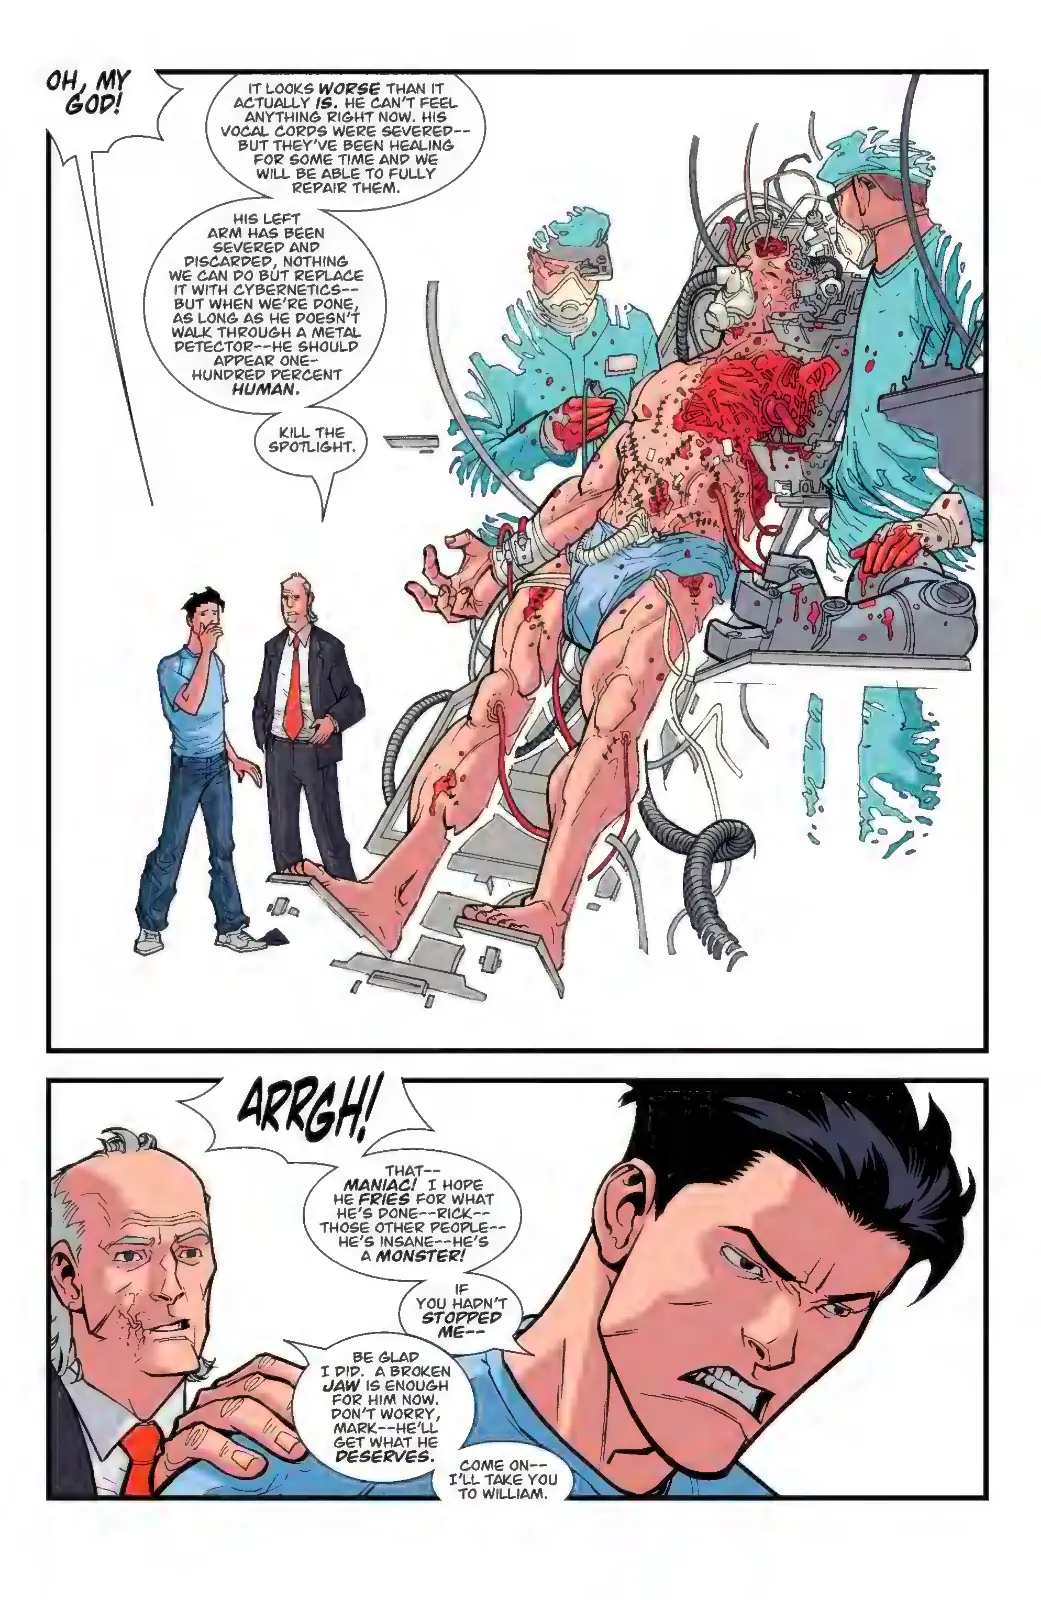 OH, MY
GOD!
IT LOOKS WORSE THAN IT
ACTUALLY IS. HE CAN'T FEEL
ANYTHING RIGHT NOW. HIS
VOCAL CORDS WERE SEVERED--
BUT THEY'VE BEEN HEALING
FOR SOME TIME AND WE
WILL BE ABLE TO FULLY
REPAIR THEM.
HIS LEFT
ARM HAS BEEN
SEVERED AND
DISCARDED, NOTHING
WE CAN DO BUT REPLACE
IT WITH CYBERNETICS--
BUT WHEN WE'RE DONE,
AS LONG AS HE DOESN'T
WALK THROUGH A METAL
DETECTOR--HE SHOULD
APPEAR ONE-
HUNDRED PERCENT
HUMAN.
KILL THE
SPOTLIGHT.
ARRGH!
THAT--
MANIAC! I HOPE
HE FRIES FOR WHAT
HE'S DONE--RICK--
THOSE OTHER PEOPLE--
HE'S INSANE--HE'S
A MONSTER!
IF
YOU HADN'T
STOPPED
ME--
BE GLAD
I DID. A BROKEN
JAW IS ENOUGH
FOR HIM NOW.
DON'T WORRY,
MARK--HE'LL
GET WHAT HE
DESERVES.
COME ON--
I'LL TAKE YOU
TO WILLIAM.